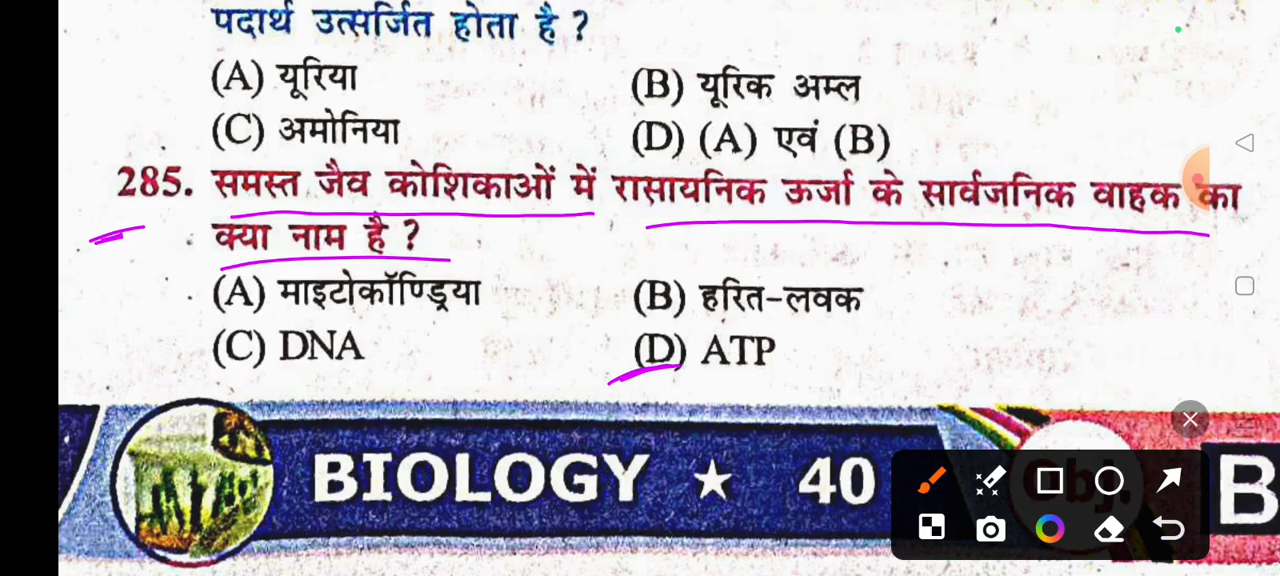 पदार्थ उत्सर्जित होता है ?
(A) यूरिया (B) यूरिक अम्ल
(C) अमोनिया (D) (A) एवं (B)
285. समस्त जैव कोशिकाओं में रासायनिक ऊर्जा के सार्वजनिक वाहक का
क्या नाम है ?
(A) माइटोकॉण्ड्रिया (B) हरित-लवक
(C) DNA (D) ATP
BIOLOGY ★ 40 Obj. B